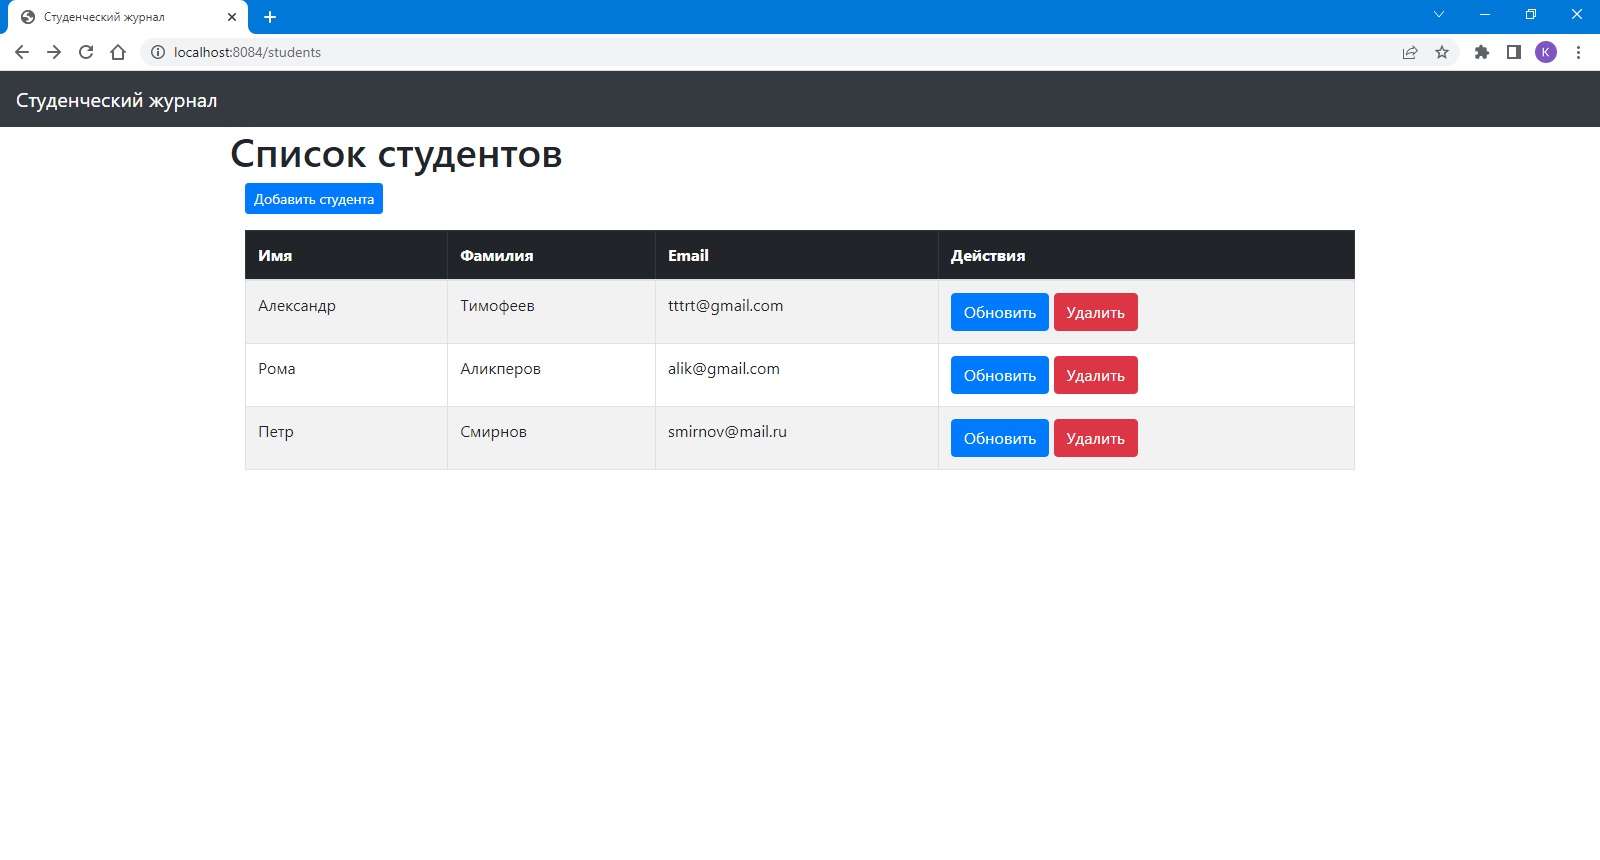 Студенческий журнал
localhost:8084/students
K
Студенческий журнал
Список студентов
Добавить студента
Имя Фамилия Email Действия
Александр Тимофеев tttrt@gmail.com Обновить Удалить
Рома Аликперов alik@gmail.com Обновить Удалить
Петр Смирнов smirnov@mail.ru Обновить Удалить